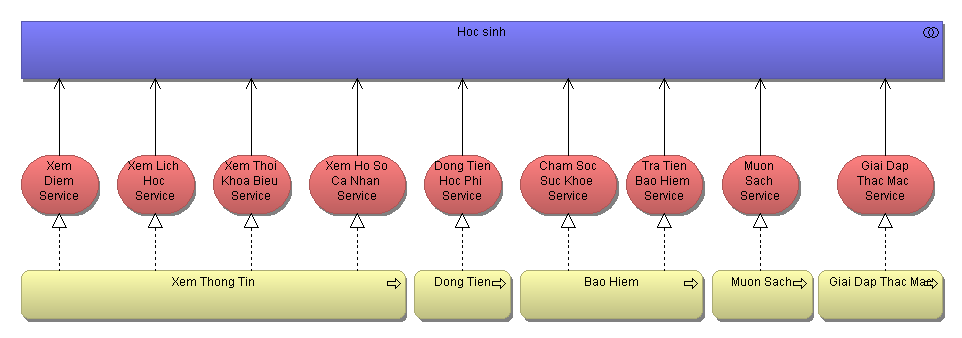 Hoc sinh
Xem
Diem
Service
Xem Lich
Hoc
Service
Xem Thoi
Khoa Bieu
Service
Xem Ho So
Ca Nhan
Service
Dong Tien
Hoc Phi
Service
Cham Soc
Suc Khoe
Service
Tra Tien
Bao Hiem
Service
Muon
Sach
Service
Giai Dap
Thac Mac
Service
Xem Thong Tin
Dong Tien
Bao Hiem
Muon Sach
Giai Dap Thac Mac